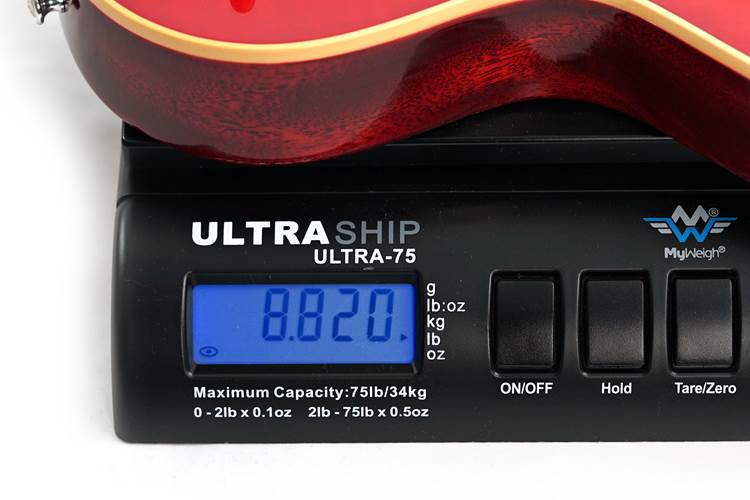 ULTRASHIP
ULTRA-75
MW®
MyWeigh®
8.820
g
lb:oz
kg
lb
oz
Maximum Capacity:75lb/34kg
0 - 2lb x 0.1oz 2lb - 75lb x 0.5oz
ON/OFF
Hold
Tare/Zero